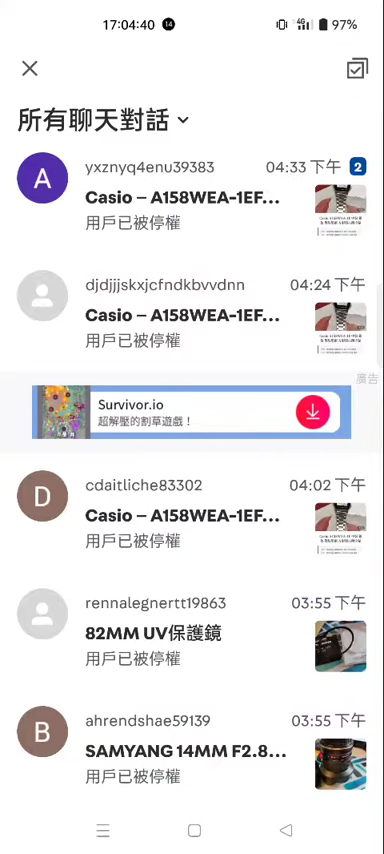 17:04:40 14 4G 97%
所有聊天對話
A yxznyq4enu39383 04:33 下午 2
Casio – A158WEA-1EF...
用戶已被停權
djdjjjskxjcfndkbvvdnn 04:24 下午
Casio – A158WEA-1EF...
用戶已被停權
廣告
Survivor.io
超解壓的割草遊戲！
D cdaitliche83302 04:02 下午
Casio – A158WEA-1EF...
用戶已被停權
rennalegnertt19863 03:55 下午
82MM UV保護鏡
用戶已被停權
B ahrendshae59139 03:55 下午
SAMYANG 14MM F2.8...
用戶已被停權